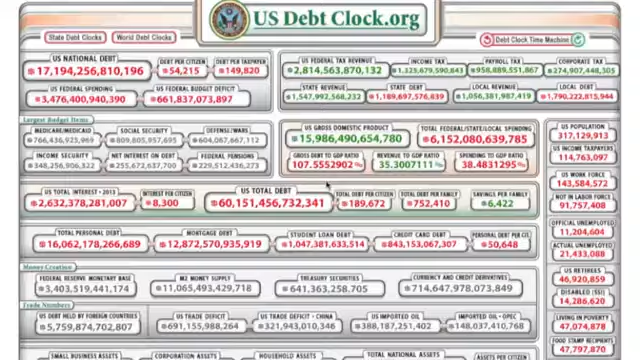 US Debt Clock.org
State Debt Clocks World Debt Clocks Debt Clock Time Machine
US NATIONAL DEBT DEBT PER CITIZEN DEBT PER TAXPAYER US FEDERAL TAX REVENUE INCOME TAX PAYROLL TAX CORPORATE TAX
$17,194,256,810,196 $54,215 $149,820 $2,814,563,870,132 $1,323,679,590,643 $958,889,551,867 $274,907,448,305
US FEDERAL SPENDING US FEDERAL BUDGET DEFICIT STATE REVENUE STATE DEBT LOCAL REVENUE LOCAL DEBT
$3,476,400,940,390 $661,837,073,897 $1,547,992,568,232 $1,189,697,576,839 $1,056,381,987,419 $1,790,222,815,944
Largest Budget Items
MEDICARE/MEDICAID SOCIAL SECURITY DEFENSE/WARS US GROSS DOMESTIC PRODUCT TOTAL FEDERAL/STATE/LOCAL SPENDING US POPULATION
$766,436,925,969 $809,805,957,695 $604,067,667,112 $15,986,490,654,780 $6,152,080,639,785 317,129,913
INCOME SECURITY NET INTEREST ON DEBT FEDERAL PENSIONS GROSS DEBT TO GDP RATIO REVENUE TO GDP RATIO SPENDING TO GDP RATIO US INCOME TAXPAYERS
$348,256,906,322 $255,672,637,700 $229,512,436,273 107.5552902% 35.3007111% 38.4831295% 114,763,097
US TOTAL INTEREST - 2013 INTEREST PER CITIZEN US TOTAL DEBT TOTAL DEBT PER CITIZEN TOTAL DEBT PER FAMILY SAVINGS PER FAMILY US WORK FORCE
$2,632,378,281,007 $8,300 $60,151,456,732,341 $189,672 $752,410 $6,422 143,584,572
NOT IN LABOR FORCE
91,757,408
TOTAL PERSONAL DEBT MORTGAGE DEBT STUDENT LOAN DEBT CREDIT CARD DEBT PERSONAL DEBT PER CIT. OFFICIAL UNEMPLOYED
$16,062,178,266,689 $12,872,570,935,919 $1,047,381,633,514 $843,153,067,307 $50,648 11,204,604
ACTUAL UNEMPLOYED
21,433,088
Money Creation
FEDERAL RESERVE MONETARY BASE M2 MONEY SUPPLY TREASURY SECURITIES CURRENCY AND CREDIT DERIVATIVES US RETIREES
$3,403,519,441,174 $11,065,493,429,718 $641,363,258,705 $714,647,978,073,849 46,920,859
DISABLED (SSI)
14,286,620
Trade Numbers
US DEBT HELD BY FOREIGN COUNTRIES US TRADE DEFICIT US TRADE DEFICIT - CHINA US IMPORTED OIL IMPORTED OIL - OPEC LIVING IN POVERTY
$5,759,874,702,807 $691,155,988,264 $321,943,010,346 $388,187,251,402 $148,037,410,768 47,074,878
FOOD STAMP RECIPIENTS
47,797,870
SMALL BUSINESS ASSETS CORPORATION ASSETS HOUSEHOLD ASSETS TOTAL NATIONAL ASSETS